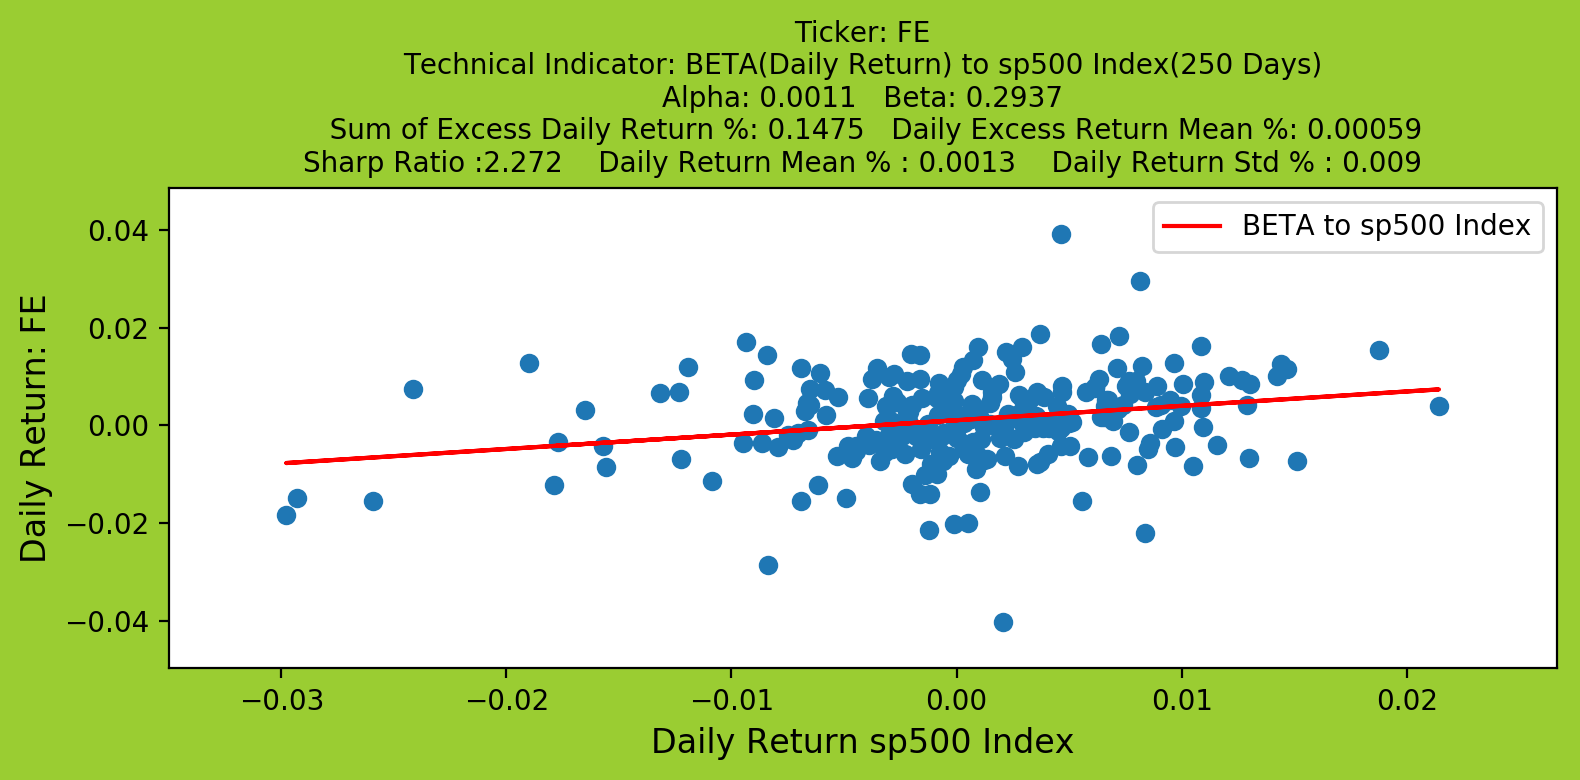 Ticker: FE
Technical Indicator: BETA(Daily Return) to sp500 Index(250 Days)
Alpha: 0.0011   Beta: 0.2937
Sum of Excess Daily Return %: 0.1475   Daily Excess Return Mean %: 0.00059
Sharp Ratio :2.272    Daily Return Mean % : 0.0013    Daily Return Std % : 0.009
BETA to sp500 Index
Daily Return: FE
0.04
0.02
0.00
−0.02
−0.04
−0.03
−0.02
−0.01
0.00
0.01
0.02
Daily Return sp500 Index